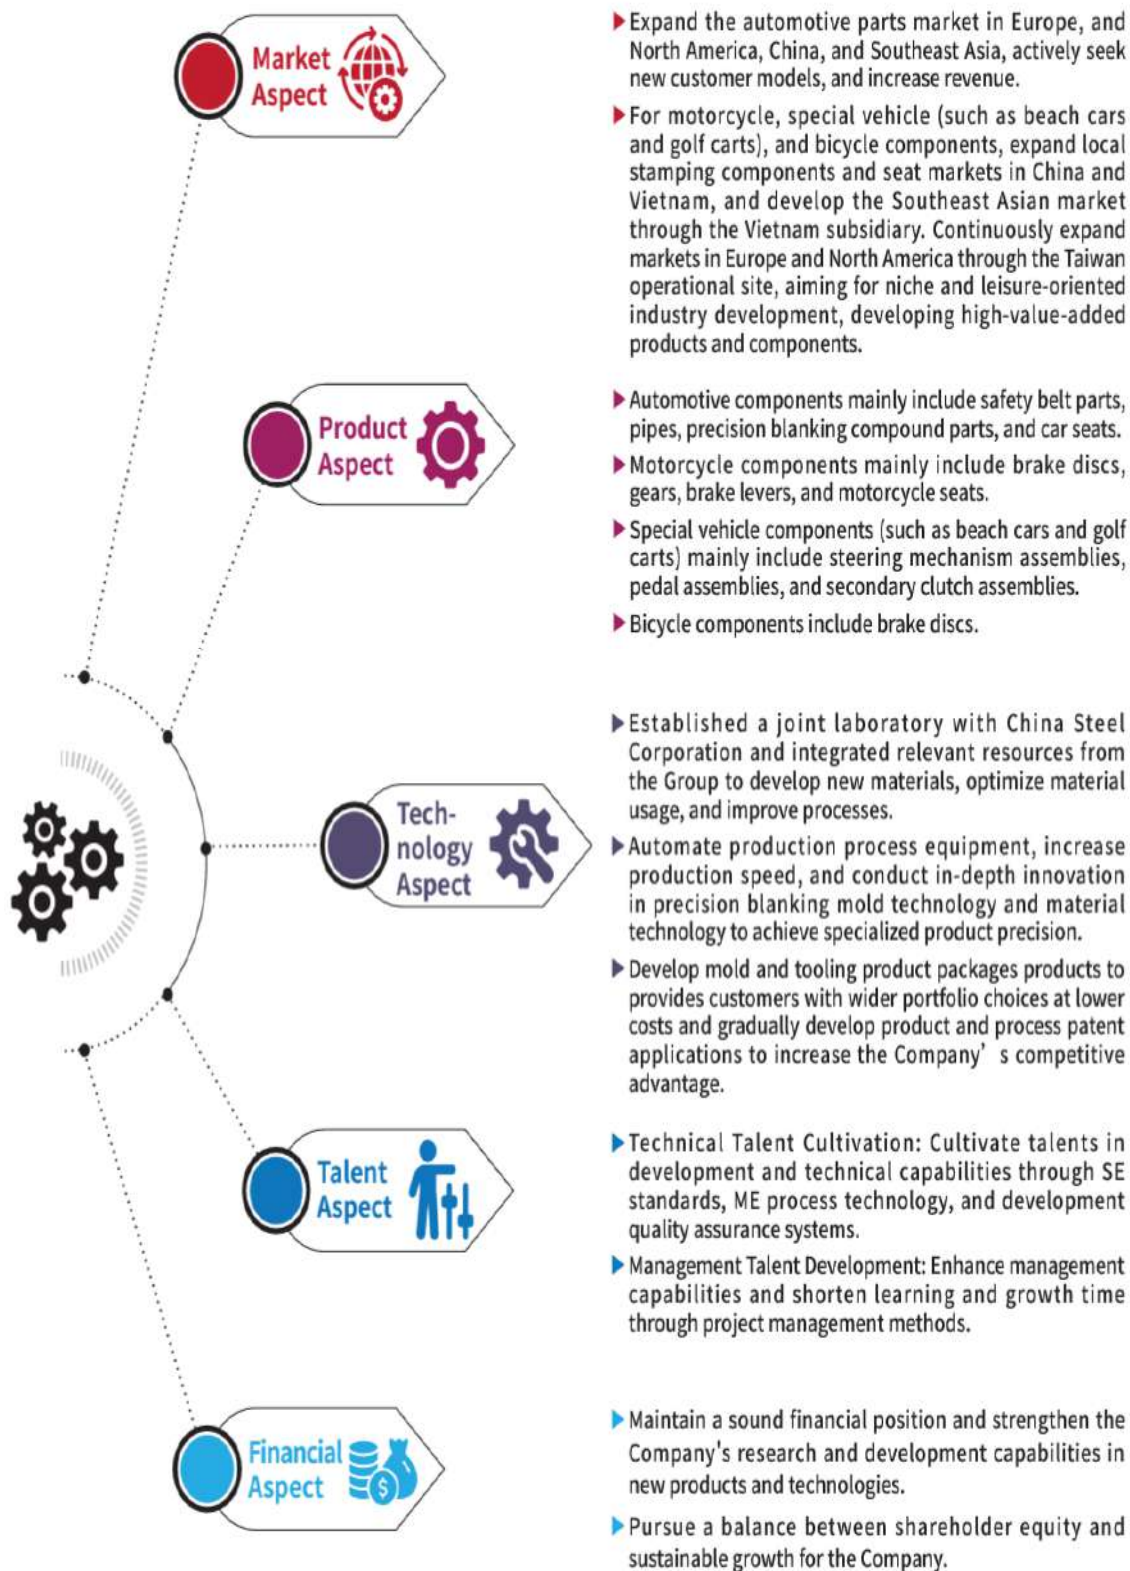 Market
Aspect
▶Expand the automotive parts market in Europe, and
North America, China, and Southeast Asia, actively seek
new customer models, and increase revenue.
▶For motorcycle, special vehicle (such as beach cars
and golf carts), and bicycle components, expand local
stamping components and seat markets in China and
Vietnam, and develop the Southeast Asian market
through the Vietnam subsidiary. Continuously expand
markets in Europe and North America through the Taiwan
operational site, aiming for niche and leisure-oriented
industry development, developing high-value-added
products and components.
Product
Aspect
▶Automotive components mainly include safety belt parts,
pipes, precision blanking compound parts, and car seats.
▶Motorcycle components mainly include brake discs,
gears, brake levers, and motorcycle seats.
▶Special vehicle components (such as beach cars and golf
carts) mainly include steering mechanism assemblies,
pedal assemblies, and secondary clutch assemblies.
▶Bicycle components include brake discs.
Tech-
nology
Aspect
▶Established a joint laboratory with China Steel
Corporation and integrated relevant resources from
the Group to develop new materials, optimize material
usage, and improve processes.
▶Automate production process equipment, increase
production speed, and conduct in-depth innovation
in precision blanking mold technology and material
technology to achieve specialized product precision.
▶Develop mold and tooling product packages products to
provides customers with wider portfolio choices at lower
costs and gradually develop product and process patent
applications to increase the Company’ s competitive
advantage.
Talent
Aspect
▶Technical Talent Cultivation: Cultivate talents in
development and technical capabilities through SE
standards, ME process technology, and development
quality assurance systems.
▶Management Talent Development: Enhance management
capabilities and shorten learning and growth time
through project management methods.
Financial
Aspect
$
▶Maintain a sound financial position and strengthen the
Company's research and development capabilities in
new products and technologies.
▶Pursue a balance between shareholder equity and
sustainable growth for the Company.